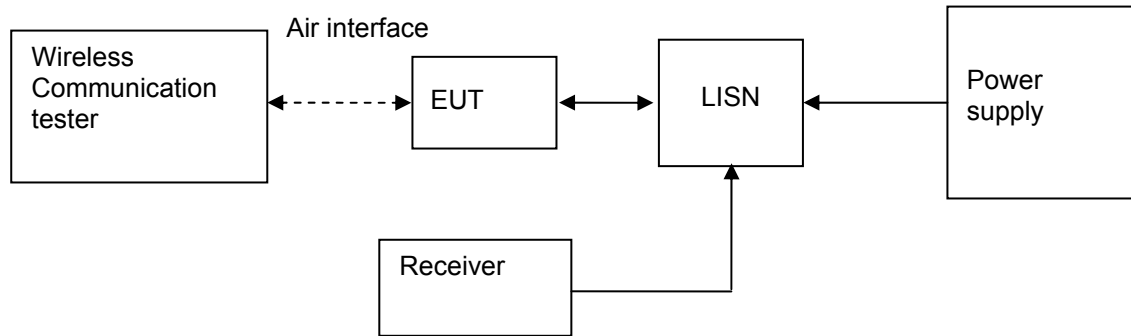 Air interface
Wireless
Communication
tester
EUT
LISN
Power
supply
Receiver